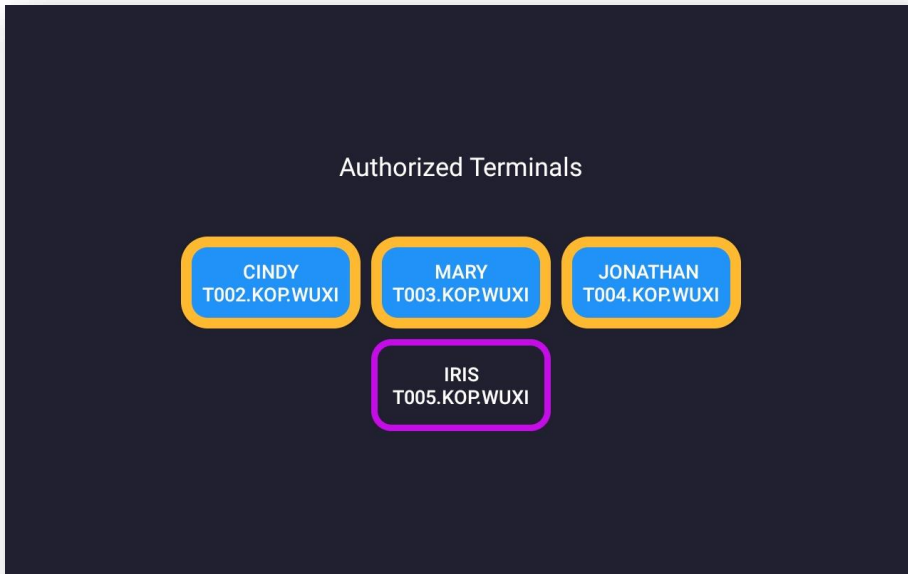 Authorized Terminals
CINDY
T002.KOP.WUXI
MARY
T003.KOP.WUXI
JONATHAN
T004.KOP.WUXI
IRIS
T005.KOP.WUXI